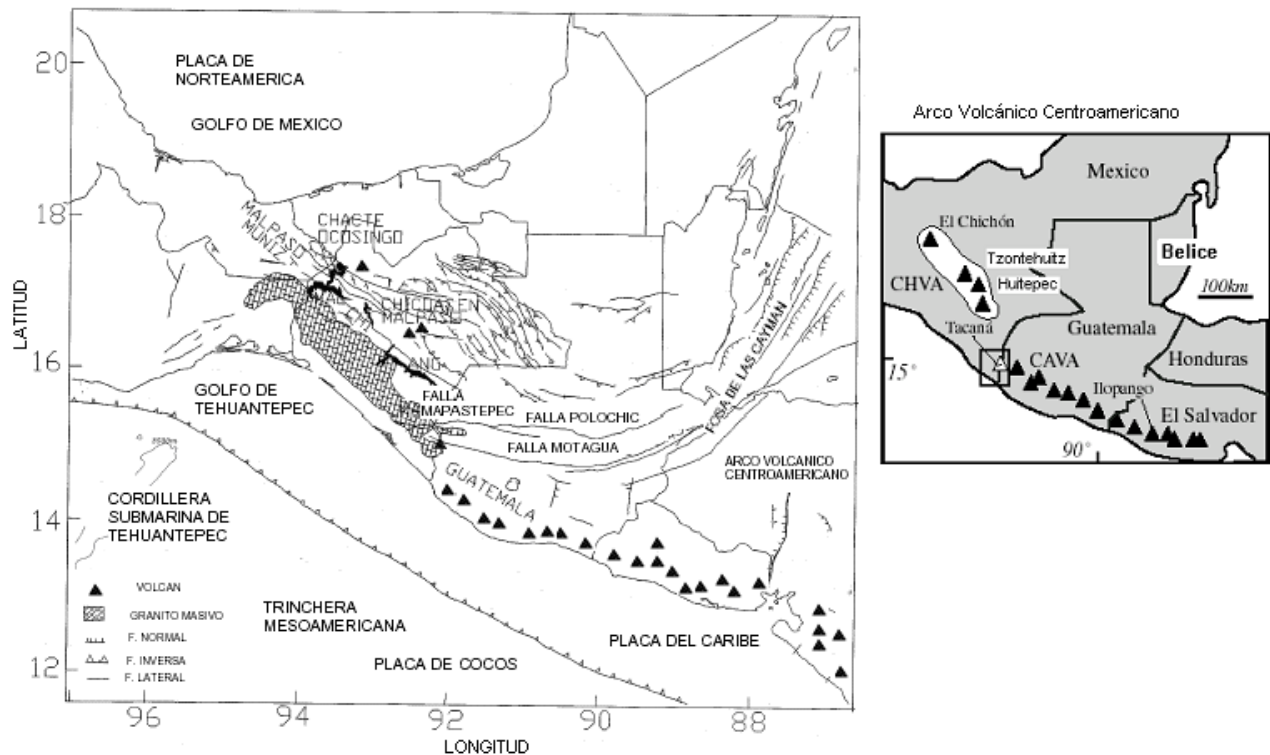 20
18
16
14
12
LATITUD
PLACA DE
NORTEAMERICA
GOLFO DE MEXICO
MALPASO
MUÑIZ
CHACTE
OCOSINGO
CHICOASEN
MALPASO
ANG
GOLFO DE
TEHUANTEPEC
FALLA
MAPASTEPEC
FALLA POLOCHIC
FALLA MOTAGUA
FOSA DE LAS CAYMAN
ARCO VOLCANICO
CENTROAMERICANO
GUATEMALA
CORDILLERA
SUBMARINA DE
TEHUANTEPEC
VOLCAN
GRANITO MASIVO
F. NORMAL
F. INVERSA
F. LATERAL
TRINCHERA
MESOAMERICANA
PLACA DE COCOS
PLACA DEL CARIBE
96
94
92
90
88
LONGITUD
Arco Volcánico Centroamericano
Mexico
El Chichón
Tzontehuitz
Huitepec
CHVA
Belice
100km
Tacaná
Guatemala
15°
CAVA
Honduras
Ilopango
El Salvador
90°